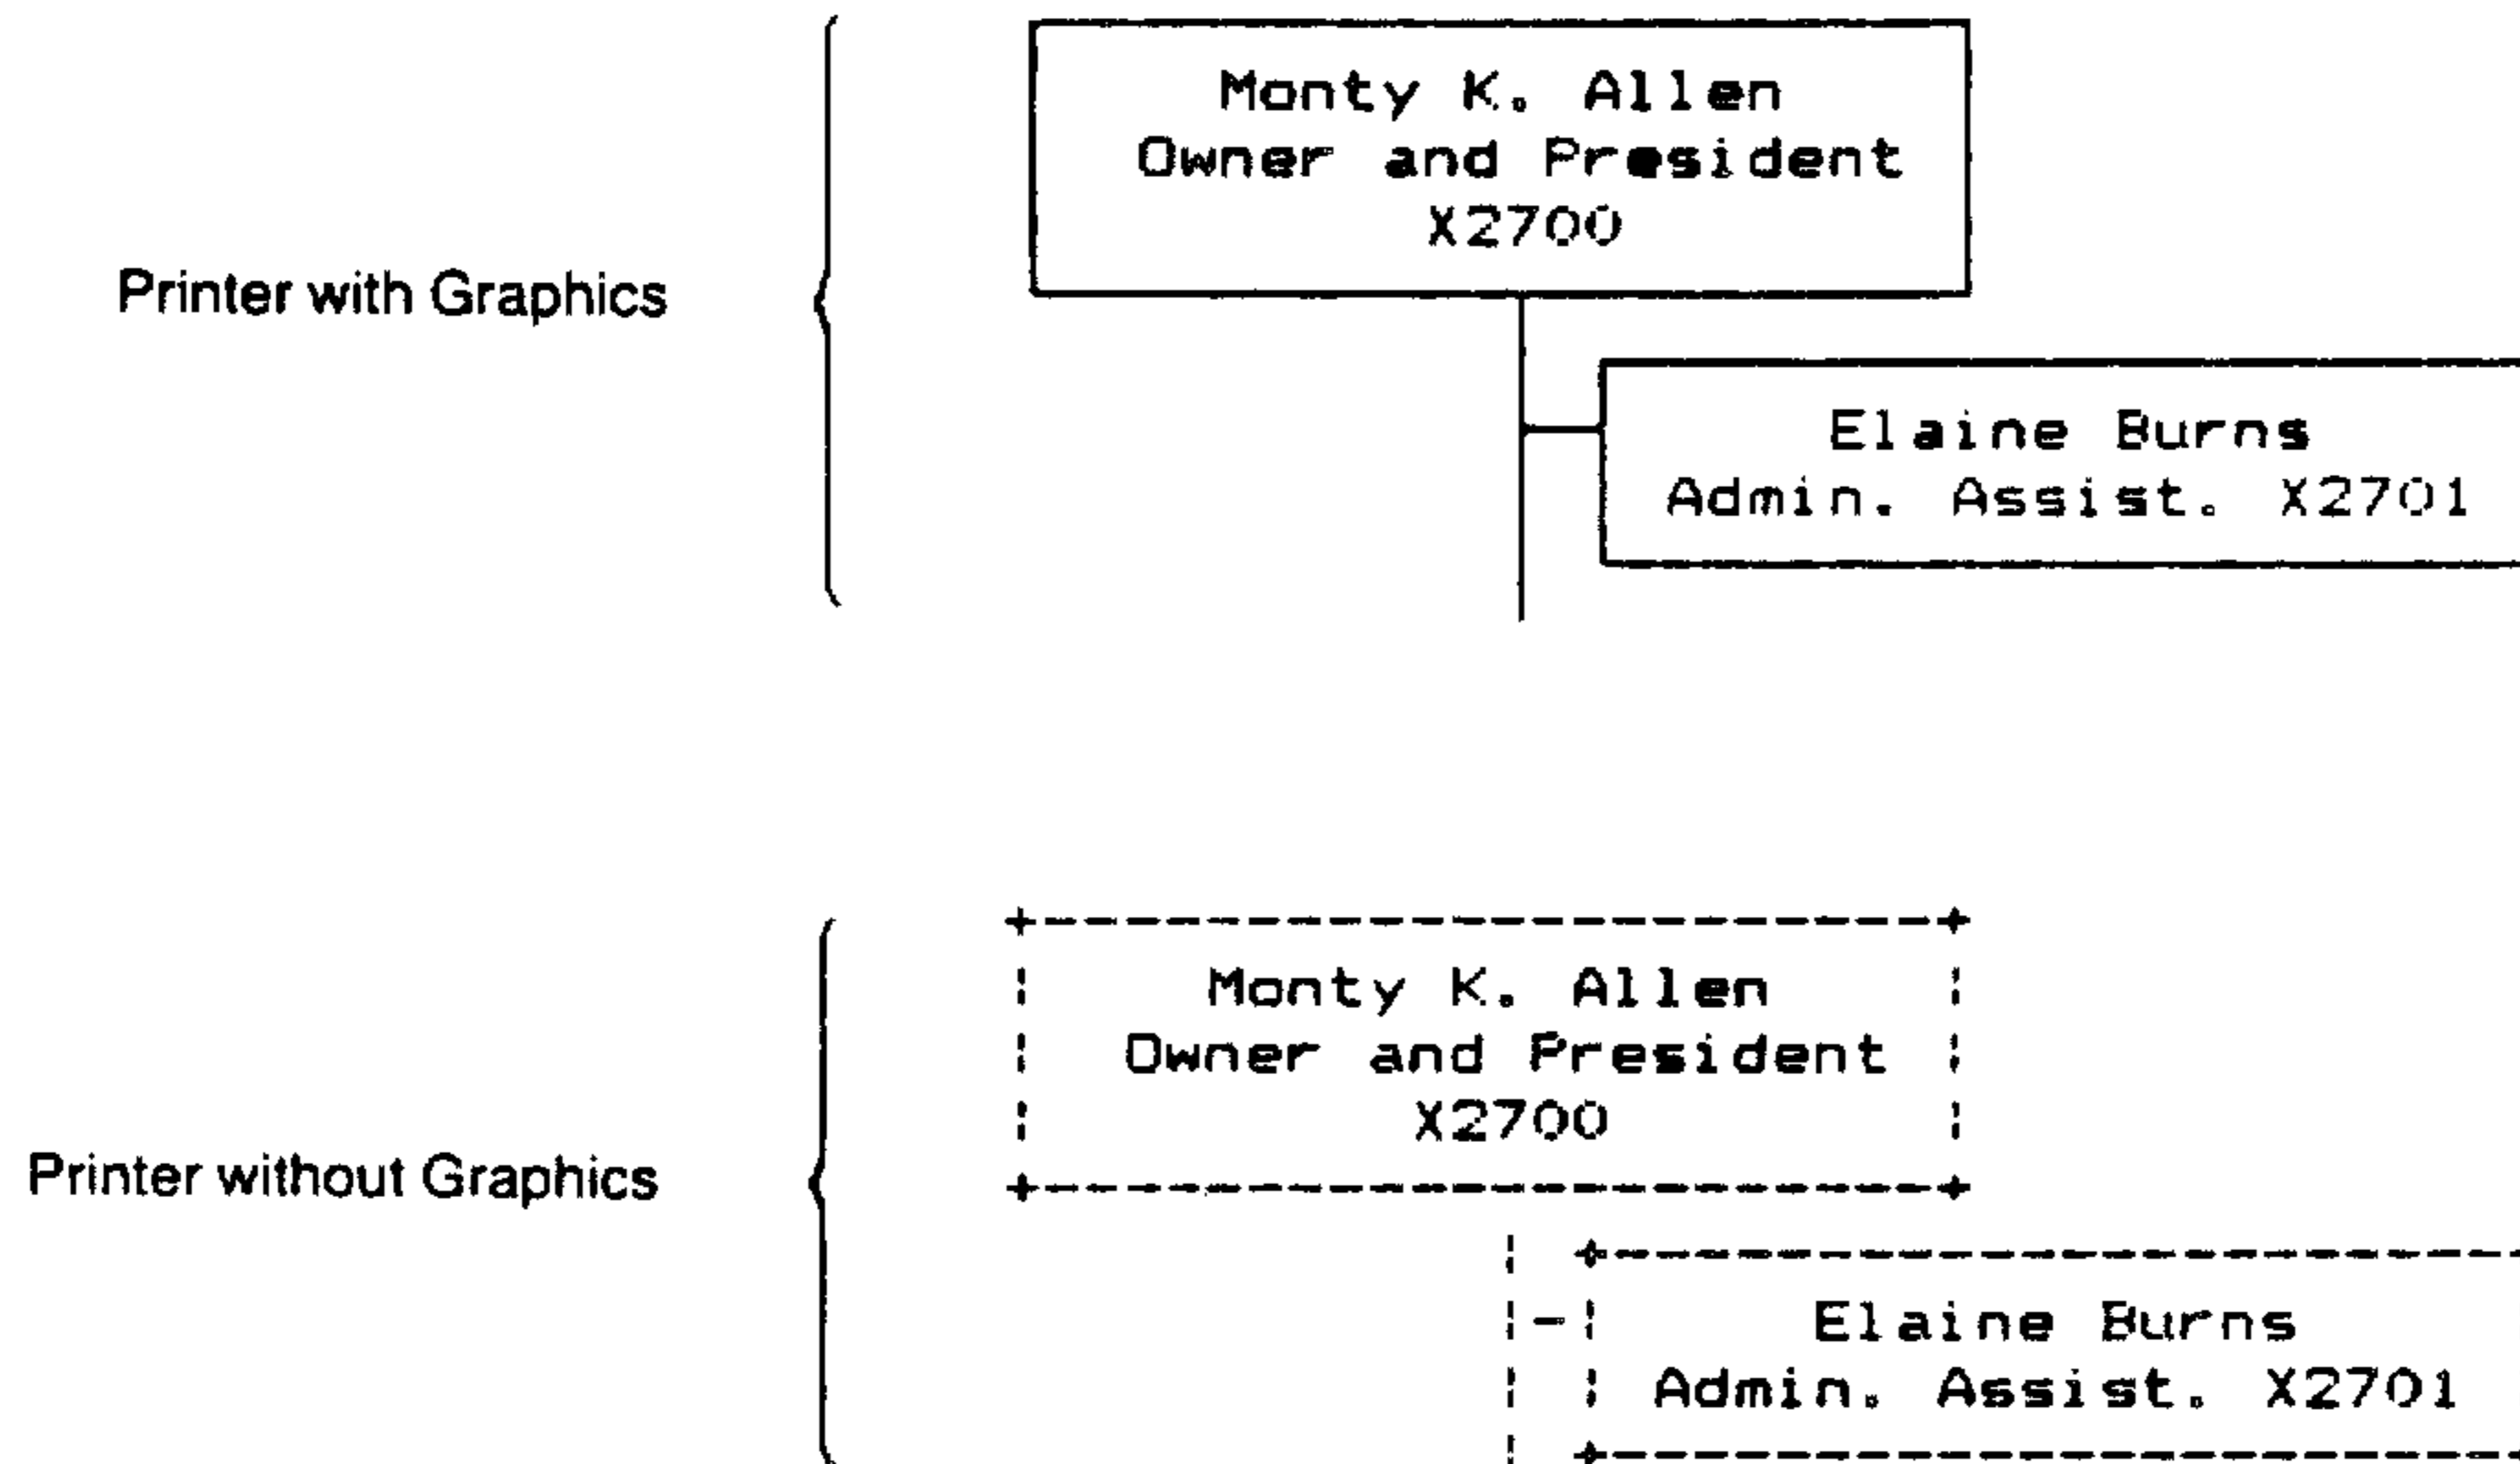 Printer with Graphics
Monty K. Allen
Owner and President
X2700
Elaine Burns
Admin. Assist. X2701
Printer without Graphics
Monty K. Allen
Owner and President
X2700
Elaine Burns
Admin. Assist. X2701